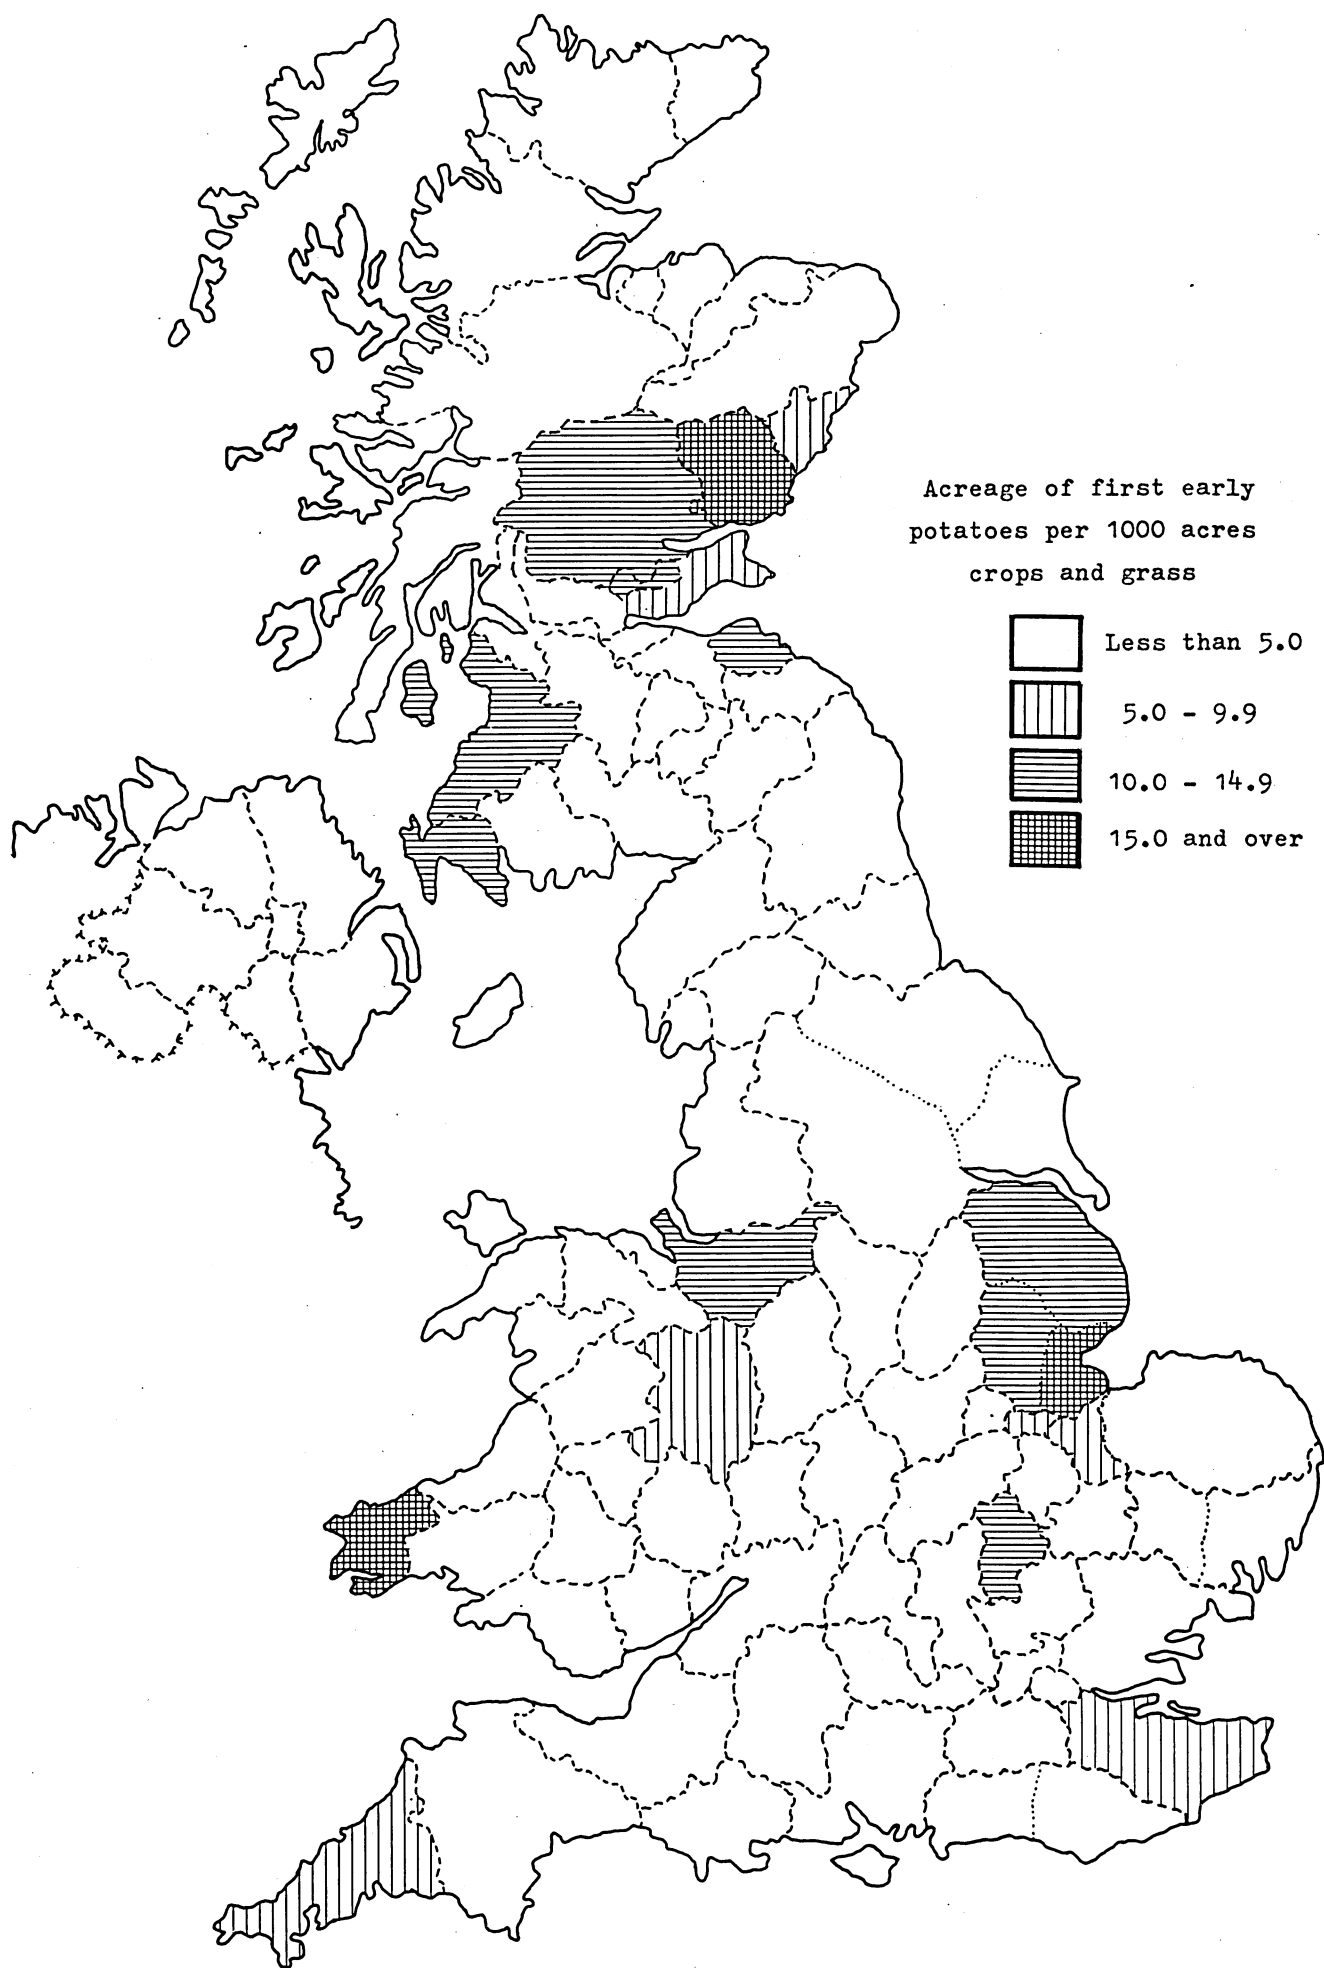 Acreage of first early
potatoes per 1000 acres
crops and grass
Less than 5.0
5.0 - 9.9
10.0 - 14.9
15.0 and over